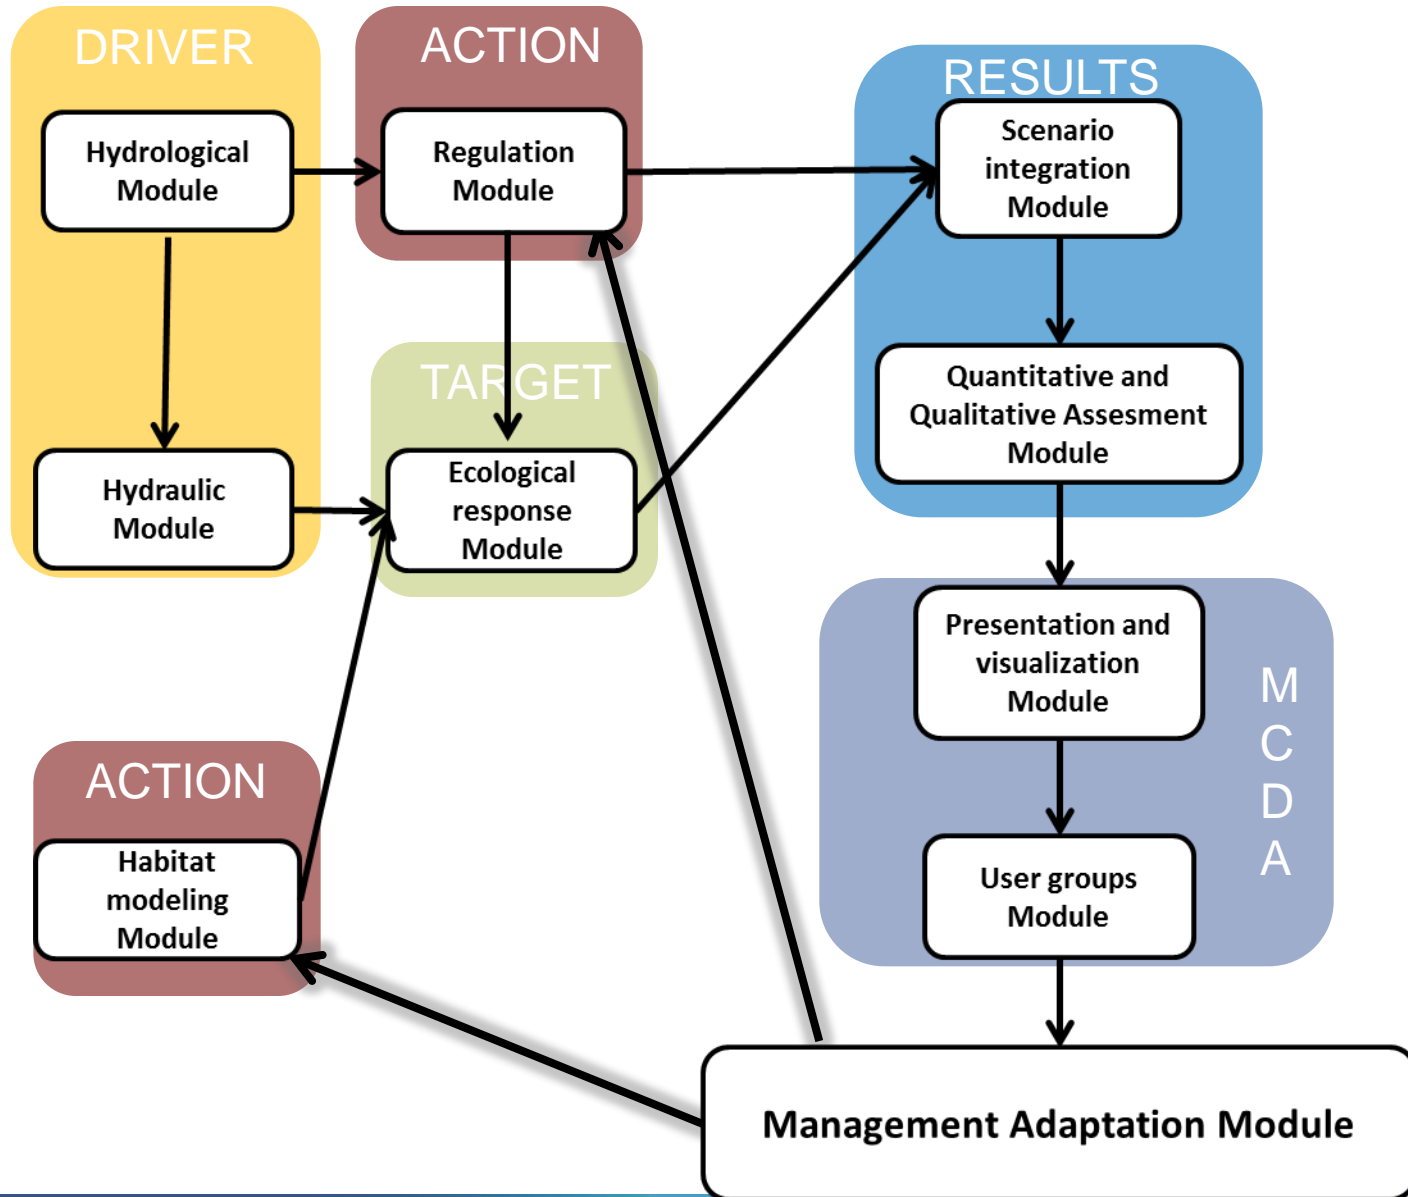 DRIVER
Hydrological
Module
Hydraulic
Module
ACTION
Regulation
Module
TARGET
Ecological
response
Module
ACTION
Habitat
modeling
Module
RESULTS
Scenario
integration
Module
Quantitative and
Qualitative Assesment
Module
Presentation and
visualization
Module
User groups
Module
M
C
D
A
Management Adaptation Module